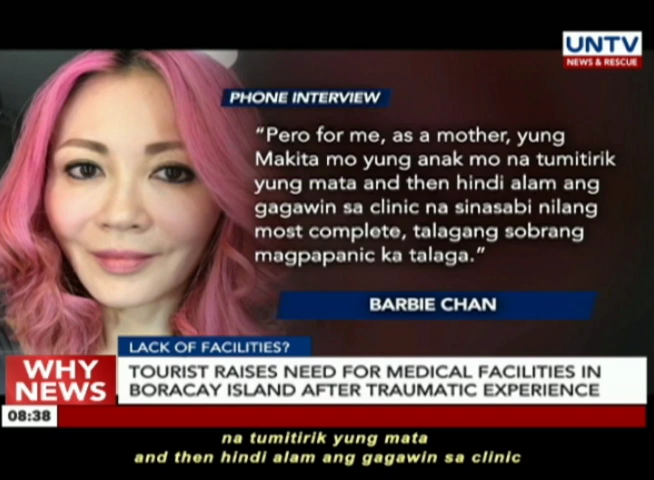 UNTV
NEWS & RESCUE
PHONE INTERVIEW
"Pero for me, as a mother, yung
Makita mo yung anak mo na tumitirik
yung mata and then hindi alam ang
gagawin sa clinic na sinasabi nilang
most complete, talagang sobrang
magpapanic ka talaga."
BARBIE CHAN
LACK OF FACILITIES?
WHY
NEWS
TOURIST RAISES NEED FOR MEDICAL FACILITIES IN
BORACAY ISLAND AFTER TRAUMATIC EXPERIENCE
08:38
na tumitirik yung mata
and then hindi alam ang gagawin sa clinic